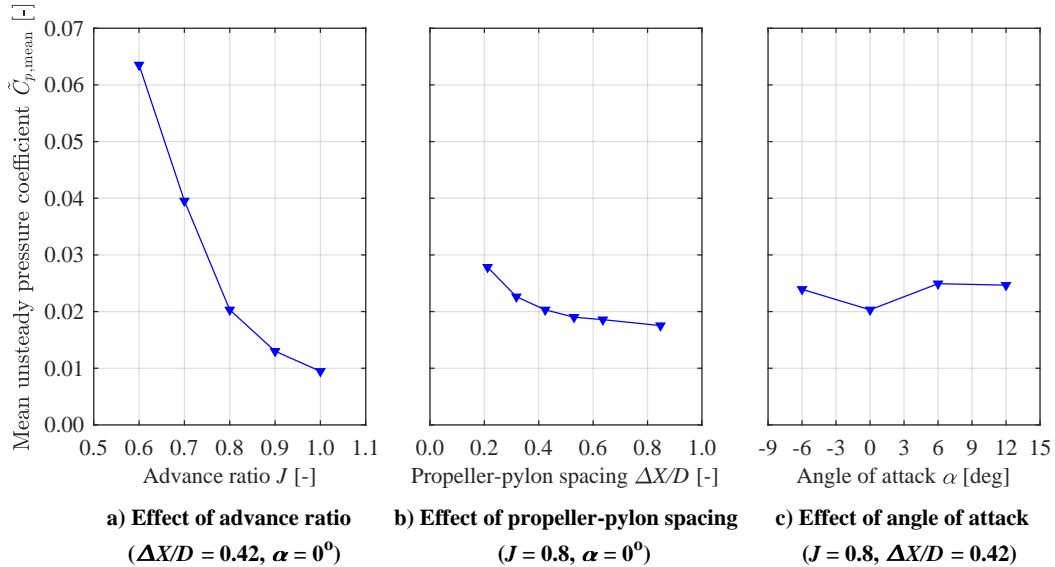 Mean unsteady pressure coefficient C̃p,mean [-]
0.07
0.06
0.05
0.04
0.03
0.02
0.01
0.00
0.5 0.6 0.7 0.8 0.9 1.0 1.1
Advance ratio J [-]
a) Effect of advance ratio
(ΔX/D = 0.42, α = 0°)
0.0 0.2 0.4 0.6 0.8 1.0
Propeller-pylon spacing ΔX/D [-]
b) Effect of propeller-pylon spacing
(J = 0.8, α = 0°)
-9 -6 -3 0 3 6 9 12 15
Angle of attack α [deg]
c) Effect of angle of attack
(J = 0.8, ΔX/D = 0.42)